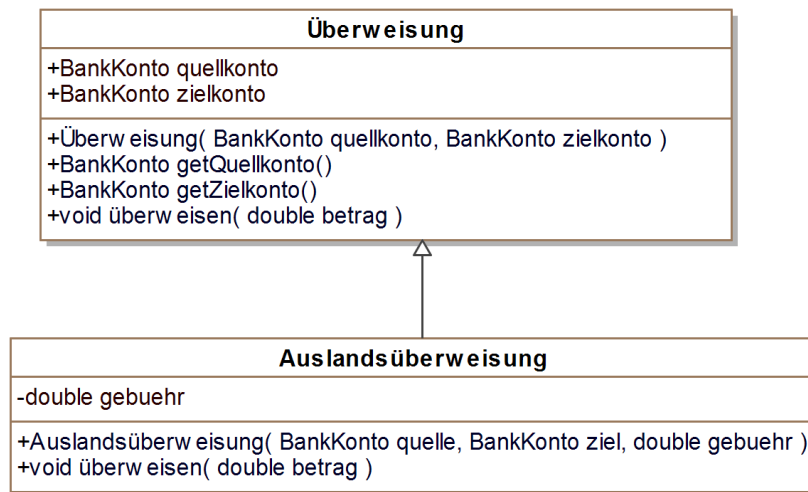 Überweisung
+BankKonto quellkonto
+BankKonto zielkonto
+Überweisung( BankKonto quellkonto, BankKonto zielkonto )
+BankKonto getQuellkonto()
+BankKonto getZielkonto()
+void überweisen( double betrag )
Auslandsüberweisung
-double gebuehr
+Auslandsüberweisung( BankKonto quelle, BankKonto ziel, double gebuehr )
+void überweisen( double betrag )